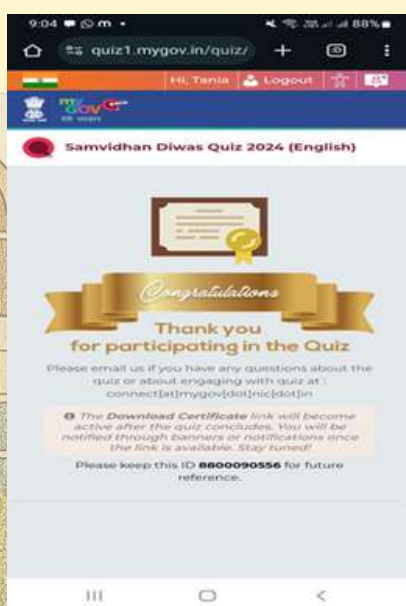 9:04
88%
quiz1.mygov.in/quiz/
Hi, Tania Logout
myGov
मेरी सरकार
Samvidhan Diwas Quiz 2024 (English)
Congratulations
Thank you
for participating in the Quiz
Please email us if you have any questions about the
quiz or about engaging with quiz at :
connect[at]mygov[dot]nic[dot]in
The Download Certificate link will become
active after the quiz concludes. You will be
notified through banners or notifications once
the link is available. Stay tuned!
Please keep this ID 8800090556 for future
reference.